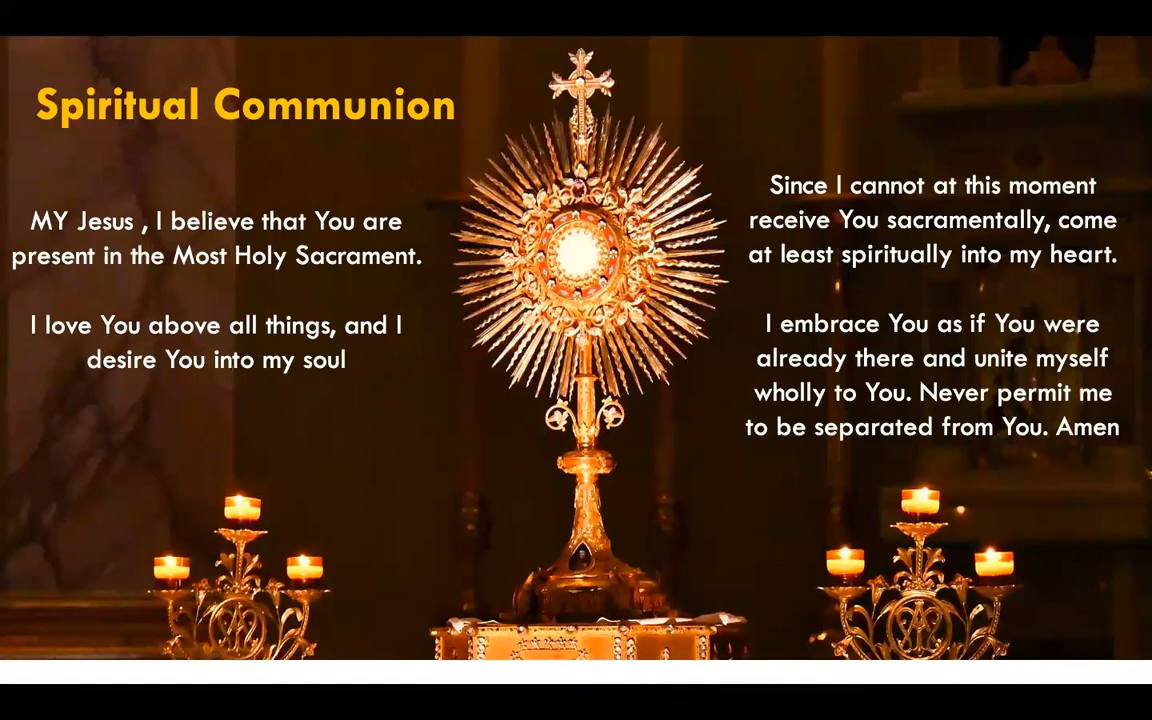 Spiritual Communion
MY Jesus , I believe that You are
present in the Most Holy Sacrament.
I love You above all things, and I
desire You into my soul
Since I cannot at this moment
receive You sacramentally, come
at least spiritually into my heart.
I embrace You as if You were
already there and unite myself
wholly to You. Never permit me
to be separated from You. Amen